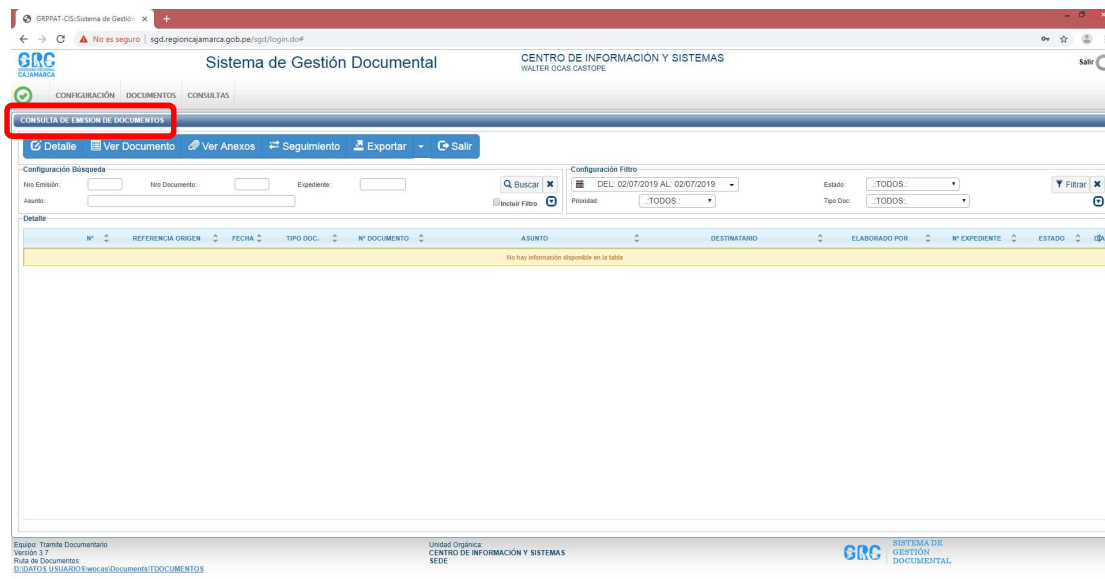 GRPPAT-CIS::Sistema de Gestión
No es seguro | sgd.regioncajamarca.gob.pe/sgd/login.do#
GRC
CAJAMARCA
Sistema de Gestión Documental
CENTRO DE INFORMACIÓN Y SISTEMAS
WALTER OCAS CASTOPE
Salir
CONFIGURACIÓN DOCUMENTOS CONSULTAS
CONSULTA DE EMISION DE DOCUMENTOS
Detalle Ver Documento Ver Anexos Seguimiento Exportar Salir
Configuración Búsqueda Configuración Filtro
Nro Emisión: Nro Documento: Expediente: Buscar DEL: 02/07/2019 AL: 02/07/2019 Estado: .:TODOS:. Filtrar
Asunto: Incluir Filtro Prioridad: .:TODOS:. Tipo Doc: .:TODOS:.
Detalle
N° REFERENCIA ORIGEN FECHA TIPO DOC. N° DOCUMENTO ASUNTO DESTINATARIO ELABORADO POR N° EXPEDIENTE ESTADO
No hay información disponible en la tabla
Equipo: Tramite Documentario
Versión 3.7
Ruta de Documentos:
D:\DATOS USUARIOS\wocas\Documents\TDOCUMENTOS
Unidad Orgánica:
CENTRO DE INFORMACIÓN Y SISTEMAS
SEDE
GRC
SISTEMA DE
GESTIÓN
DOCUMENTAL